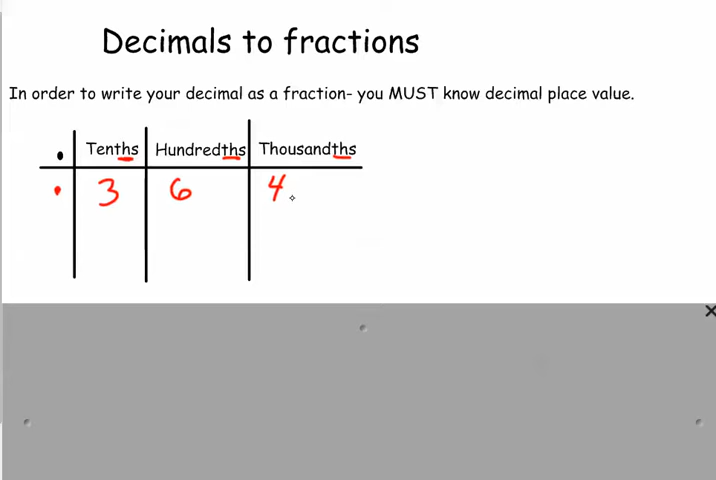 Decimals to fractions
In order to write your decimal as a fraction- you MUST know decimal place value.
. Tenths Hundredths Thousandths
. 3 6 4